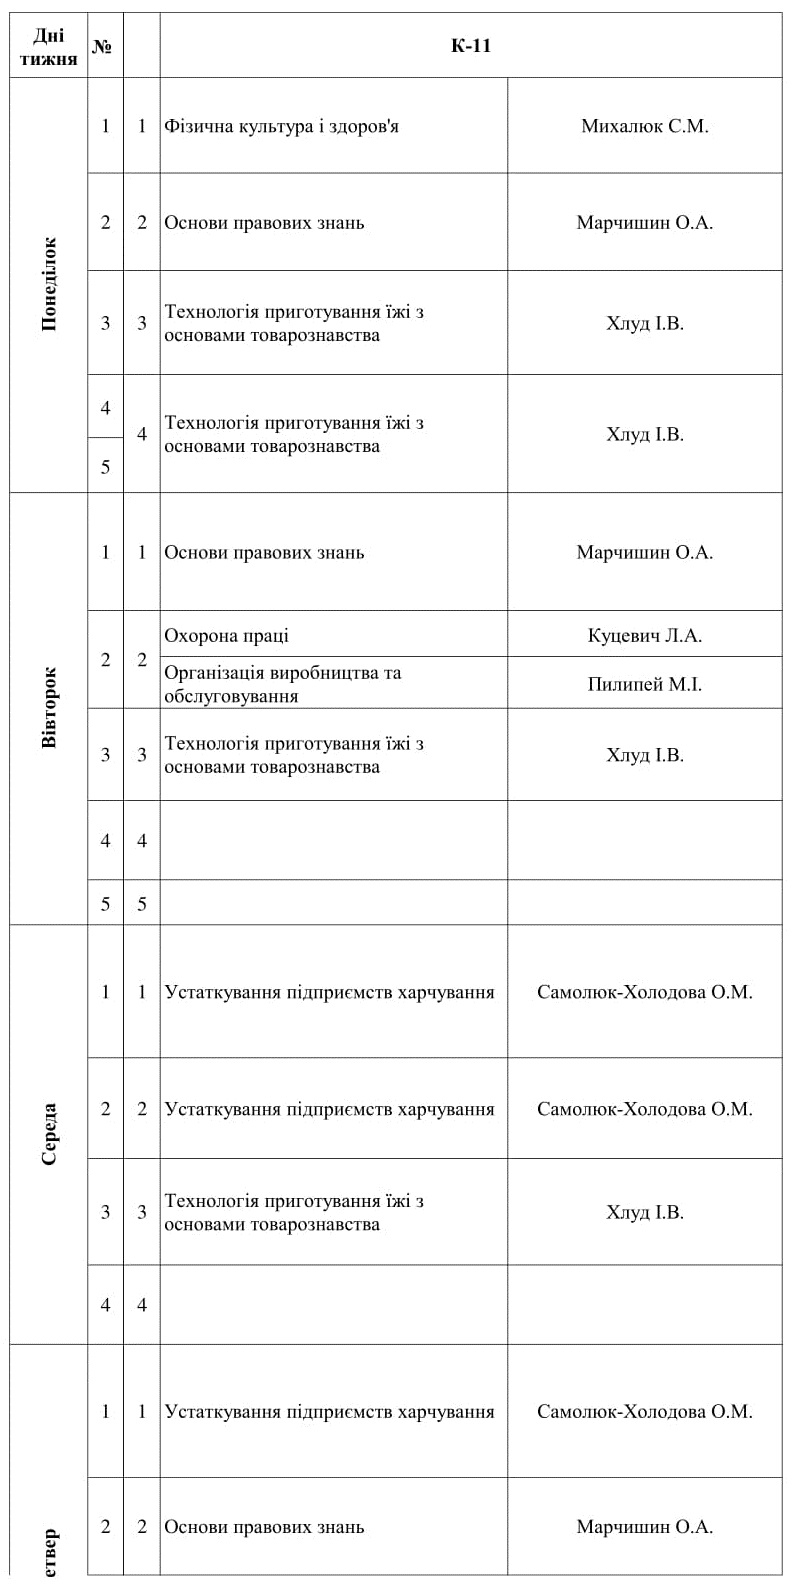 Дні
тижня
№
К-11
Понеділок
1 1 Фізична культура і здоров'я Михалюк С.М.
2 2 Основи правових знань Марчишин О.А.
3 3 Технологія приготування їжі з
основами товарознавства Хлуд І.В.
4
5
4 Технологія приготування їжі з
основами товарознавства Хлуд І.В.
Вівторок
1 1 Основи правових знань Марчишин О.А.
2 2 Охорона праці Куцевич Л.А.
Організація виробництва та
обслуговування Пилипей М.І.
3 3 Технологія приготування їжі з
основами товарознавства Хлуд І.В.
4 4
5 5
Середа
1 1 Устаткування підприємств харчування Самолюк-Холодова О.М.
2 2 Устаткування підприємств харчування Самолюк-Холодова О.М.
3 3 Технологія приготування їжі з
основами товарознавства Хлуд І.В.
4 4
етвер
1 1 Устаткування підприємств харчування Самолюк-Холодова О.М.
2 2 Основи правових знань Марчишин О.А.